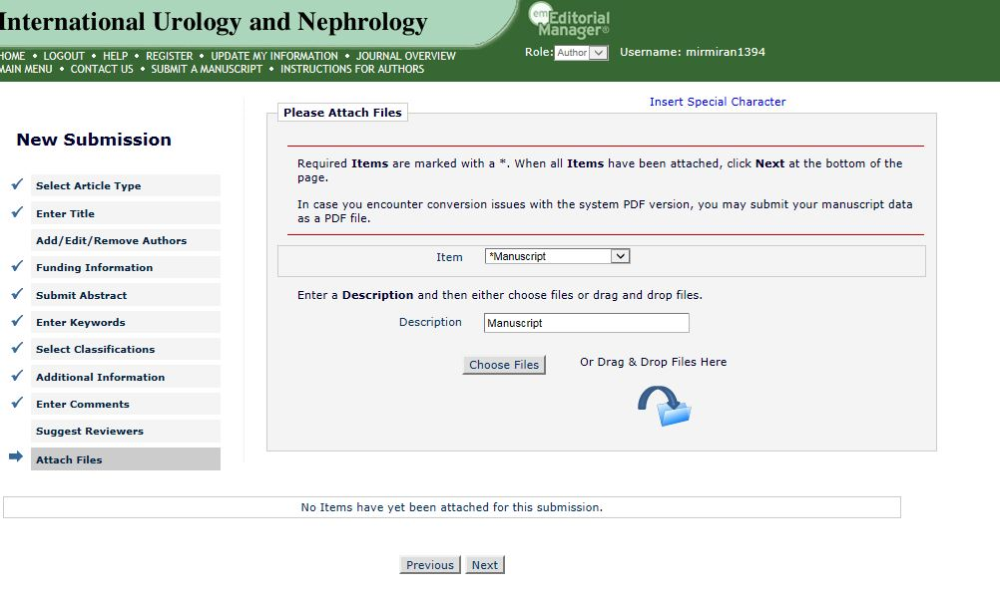 International Urology and Nephrology
em Editorial
Manager®
Role: Author Username: mirmiran1394
HOME • LOGOUT • HELP • REGISTER • UPDATE MY INFORMATION • JOURNAL OVERVIEW
MAIN MENU • CONTACT US • SUBMIT A MANUSCRIPT • INSTRUCTIONS FOR AUTHORS
New Submission
Select Article Type
Enter Title
Add/Edit/Remove Authors
Funding Information
Submit Abstract
Enter Keywords
Select Classifications
Additional Information
Enter Comments
Suggest Reviewers
Attach Files
Insert Special Character
Please Attach Files
Required Items are marked with a *. When all Items have been attached, click Next at the bottom of the
page.
In case you encounter conversion issues with the system PDF version, you may submit your manuscript data
as a PDF file.
Item *Manuscript
Enter a Description and then either choose files or drag and drop files.
Description Manuscript
Choose Files Or Drag & Drop Files Here
No Items have yet been attached for this submission.
Previous Next